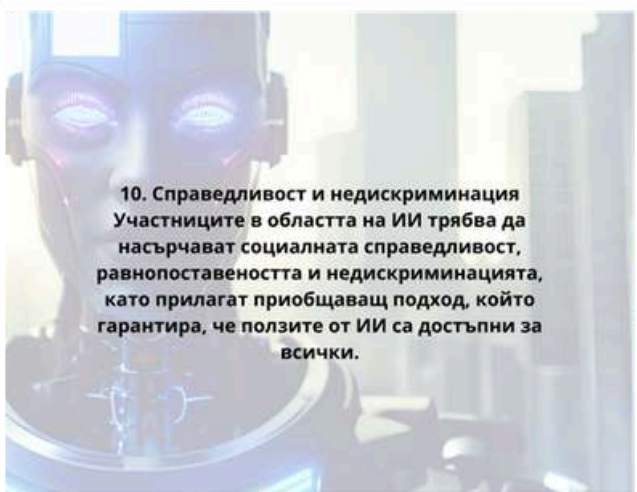 10. Справедливост и недискриминация
Участниците в областта на ИИ трябва да
насърчават социалната справедливост,
равнопоставеността и недискриминацията,
като прилагат приобщаващ подход, който
гарантира, че ползите от ИИ са достъпни за
всички.